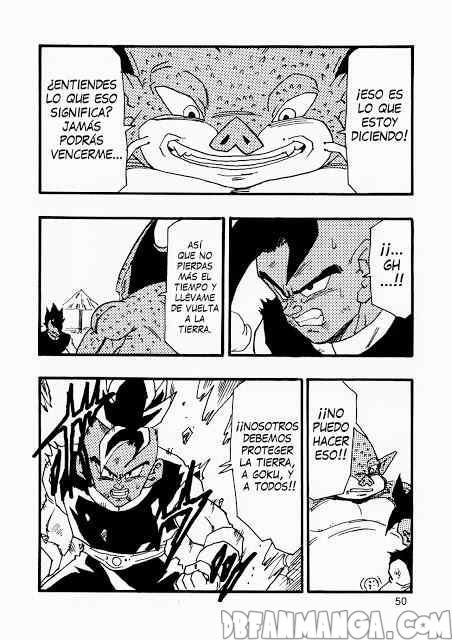 ¡ESO ES
LO QUE
ESTOY
DICIENDO!
¿ENTIENDES
LO QUE ESO
SIGNIFICA?
JAMÁS
PODRÁS
VENCERME...
¡¡...
GH
...!!
ASÍ
QUE NO
PIERDAS
MÁS EL
TIEMPO Y
LLÉVAME
DE VUELTA
A LA
TIERRA.
¡¡NO
PUEDO
HACER
ESO!!
¡¡NOSOTROS
DEBEMOS
PROTEGER
LA TIERRA,
A GOKU, Y
A TODOS!!
50
DBFANMANGA.COM